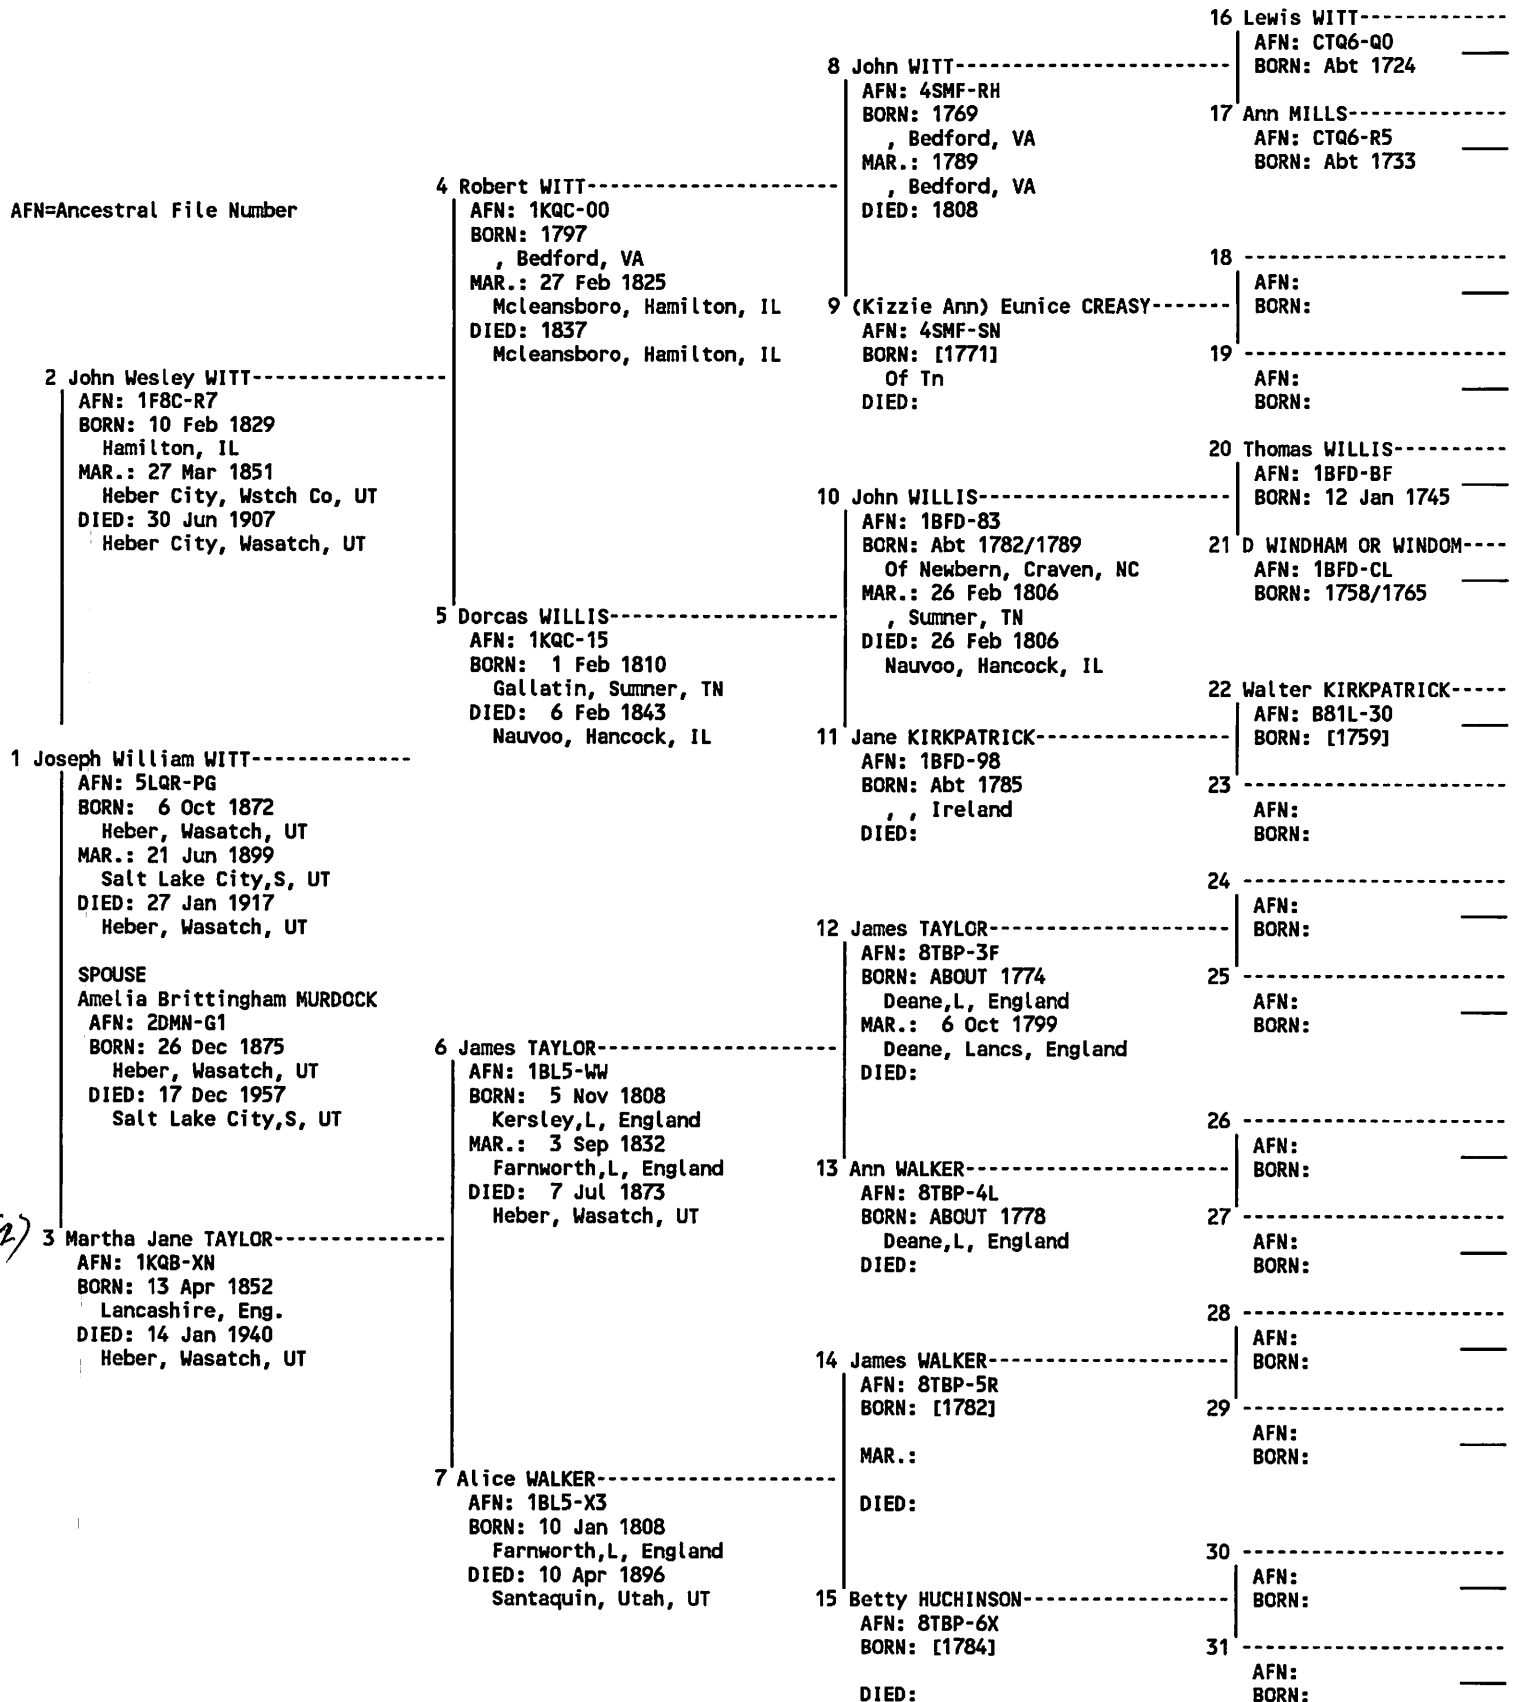 AFN=Ancestral File Number
1 Joseph William WITT--------------
AFN: 5LQR-PG
BORN:  6 Oct 1872
Heber, Wasatch, UT
MAR.: 21 Jun 1899
Salt Lake City,S, UT
DIED: 27 Jan 1917
Heber, Wasatch, UT
SPOUSE
Amelia Brittingham MURDOCK
AFN: 2DMN-G1
BORN: 26 Dec 1875
Heber, Wasatch, UT
DIED: 17 Dec 1957
Salt Lake City,S, UT
2 John Wesley WITT-----------------
AFN: 1F8C-R7
BORN: 10 Feb 1829
Hamilton, IL
MAR.: 27 Mar 1851
Heber City, Wstch Co, UT
DIED: 30 Jun 1907
Heber City, Wasatch, UT
3 Martha Jane TAYLOR---------------
AFN: 1KQB-XN
BORN: 13 Apr 1852
Lancashire, Eng.
DIED: 14 Jan 1940
Heber, Wasatch, UT
4 Robert WITT----------------------
AFN: 1KQC-00
BORN: 1797
, Bedford, VA
MAR.: 27 Feb 1825
Mcleansboro, Hamilton, IL
DIED: 1837
Mcleansboro, Hamilton, IL
5 Dorcas WILLIS--------------------
AFN: 1KQC-15
BORN:  1 Feb 1810
Gallatin, Sumner, TN
DIED:  6 Feb 1843
Nauvoo, Hancock, IL
6 James TAYLOR---------------------
AFN: 1BL5-WW
BORN:  5 Nov 1808
Kersley,L, England
MAR.:  3 Sep 1832
Farnworth,L, England
DIED:  7 Jul 1873
Heber, Wasatch, UT
7 Alice WALKER---------------------
AFN: 1BL5-X3
BORN: 10 Jan 1808
Farnworth,L, England
DIED: 10 Apr 1896
Santaquin, Utah, UT
8 John WITT------------------------
AFN: 4SMF-RH
BORN: 1769
, Bedford, VA
MAR.: 1789
, Bedford, VA
DIED: 1808
9 (Kizzie Ann) Eunice CREASY-------
AFN: 4SMF-SN
BORN: [1771]
Of Tn
DIED:
10 John WILLIS----------------------
AFN: 1BFD-83
BORN: Abt 1782/1789
Of Newbern, Craven, NC
MAR.: 26 Feb 1806
, Sumner, TN
DIED: 26 Feb 1806
Nauvoo, Hancock, IL
11 Jane KIRKPATRICK-----------------
AFN: 1BFD-98
BORN: Abt 1785
, , Ireland
DIED:
12 James TAYLOR---------------------
AFN: 8TBP-3F
BORN: ABOUT 1774
Deane,L, England
MAR.:  6 Oct 1799
Deane, Lancs, England
DIED:
13 Ann WALKER-----------------------
AFN: 8TBP-4L
BORN: ABOUT 1778
Deane,L, England
DIED:
14 James WALKER---------------------
AFN: 8TBP-5R
BORN: [1782]
MAR.:
DIED:
15 Betty HUCHINSON------------------
AFN: 8TBP-6X
BORN: [1784]
DIED:
16 Lewis WITT-------------
AFN: CTQ6-Q0
BORN: Abt 1724
17 Ann MILLS--------------
AFN: CTQ6-R5
BORN: Abt 1733
18 -----------------------
AFN:
BORN:
19 -----------------------
AFN:
BORN:
20 Thomas WILLIS----------
AFN: 1BFD-BF
BORN: 12 Jan 1745
21 D WINDHAM OR WINDOM----
AFN: 1BFD-CL
BORN: 1758/1765
22 Walter KIRKPATRICK-----
AFN: B81L-30
BORN: [1759]
23 -----------------------
AFN:
BORN:
24 -----------------------
AFN:
BORN:
25 -----------------------
AFN:
BORN:
26 -----------------------
AFN:
BORN:
27 -----------------------
AFN:
BORN:
28 -----------------------
AFN:
BORN:
29 -----------------------
AFN:
BORN:
30 -----------------------
AFN:
BORN:
31 -----------------------
AFN:
BORN: